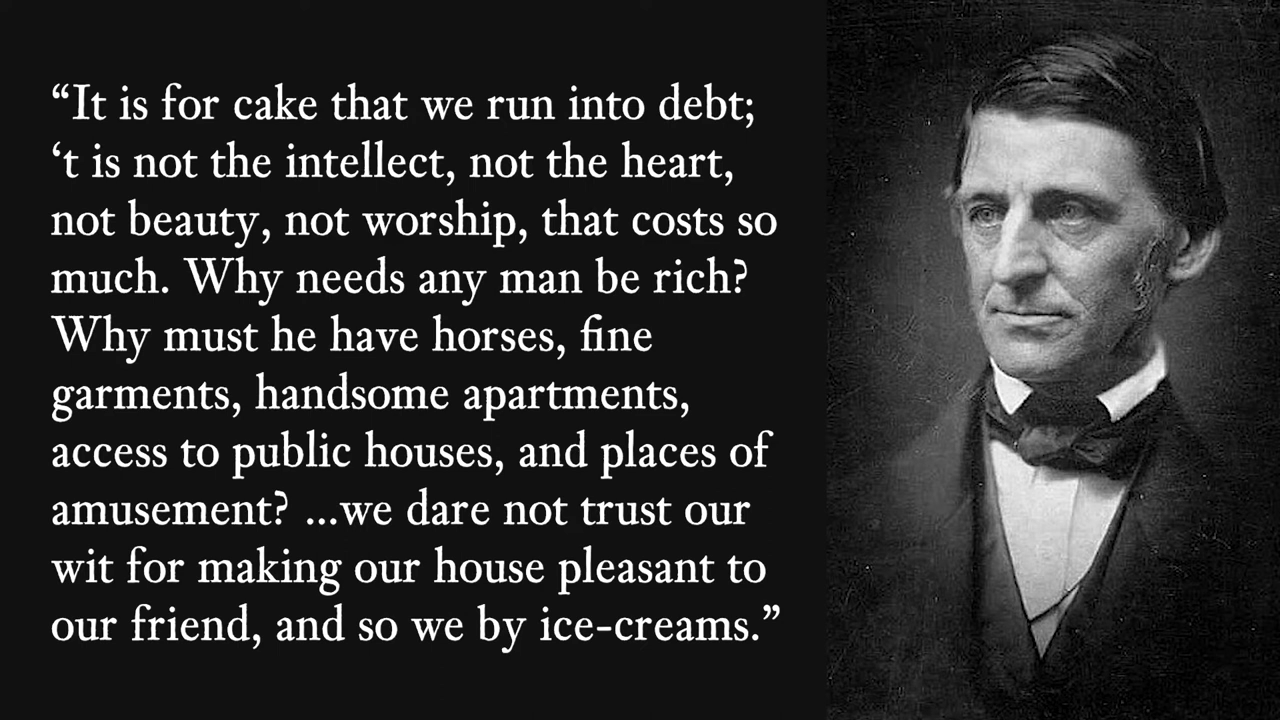 “It is for cake that we run into debt;
‘t is not the intellect, not the heart,
not beauty, not worship, that costs so
much. Why needs any man be rich?
Why must he have horses, fine
garments, handsome apartments,
access to public houses, and places of
amusement? ...we dare not trust our
wit for making our house pleasant to
our friend, and so we by ice-creams.”